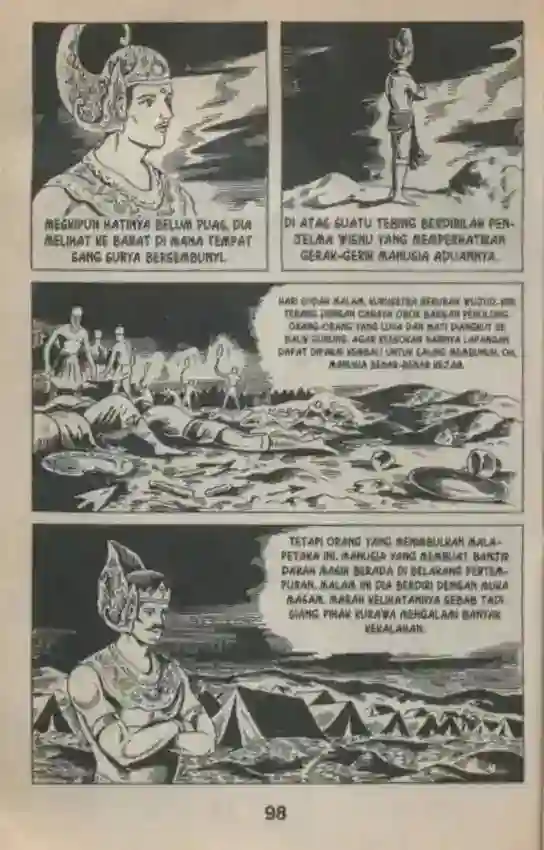 MESKIPUN HATINYA BELUM PUAS, DIA
MELIHAT KE BARAT DI MANA TEMPAT
SANG SURYA BERSEMBUNYI.
DI ATAS SUATU TEBING BERDIRILAH PEN-
JELMA WISNU YANG MEMPERHATIKAN
GERAK-GERIK MANUSIA ADUANNYA.
HARI SUDAH MALAM, KURUSETRA BERUBAH WUJUD, KINI
TERANG DENGAN CAHAYA OBOR BARISAN PENOLONG.
ORANG-ORANG YANG LUKA DAN MATI DIANGKUT KE
BALIK GUNUNG, AGAR KEESOKAN HARINYA LAPANGAN
DAPAT DIPAKAI KEMBALI UNTUK SALING MEMBUNUH. OH,
MANUSIA BENAR-BENAR KEJAM.
TETAPI ORANG YANG MENIMBULKAN MALA-
PETAKA INI, MANUSIA YANG MEMBUAT BANJIR
DARAH MASIH BERADA DI BELAKANG PERTEM-
PURAN. MALAM INI DIA BERDIRI DENGAN MUKA
MASAM. MARAH KELIHATANNYA SEBAB TADI
SIANG PIHAK KURAWA MENGALAMI BANYAK
KEKALAHAN.
98